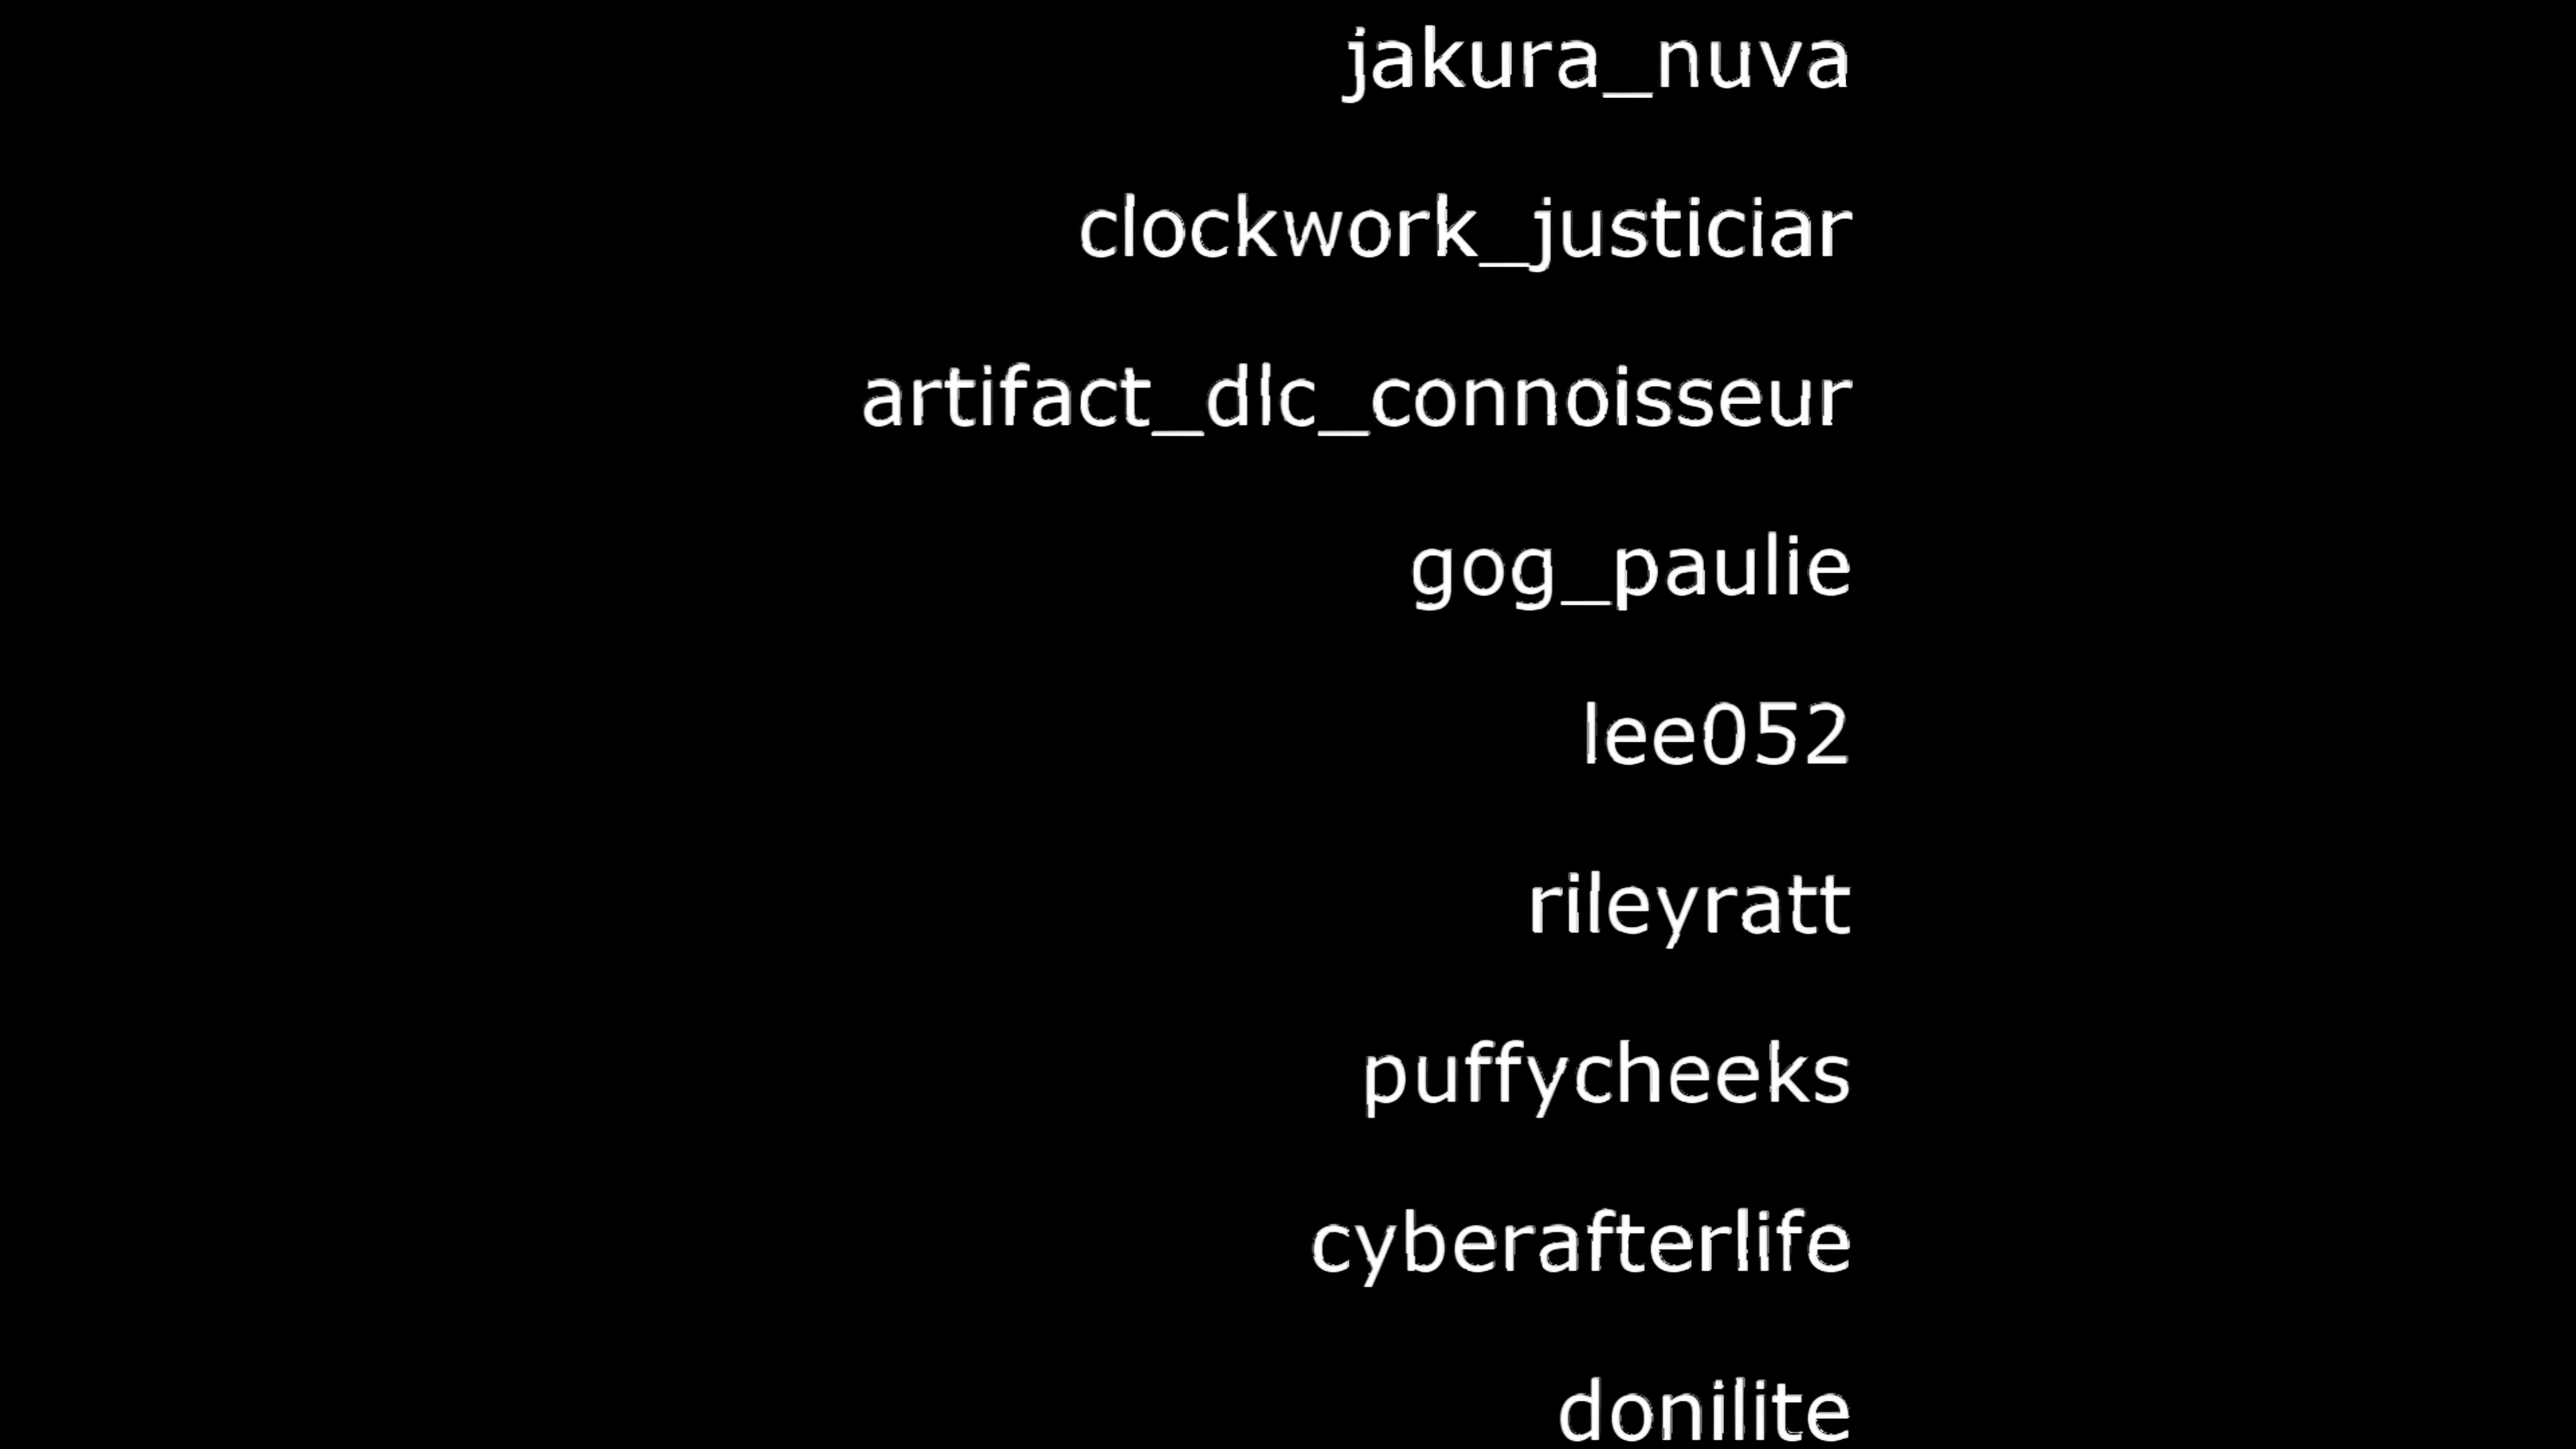 jakura_nuva
clockwork_justiciar
artifact_dlc_connoisseur
gog_paulie
lee052
rileyratt
puffycheeks
cyberafterlife
donilite